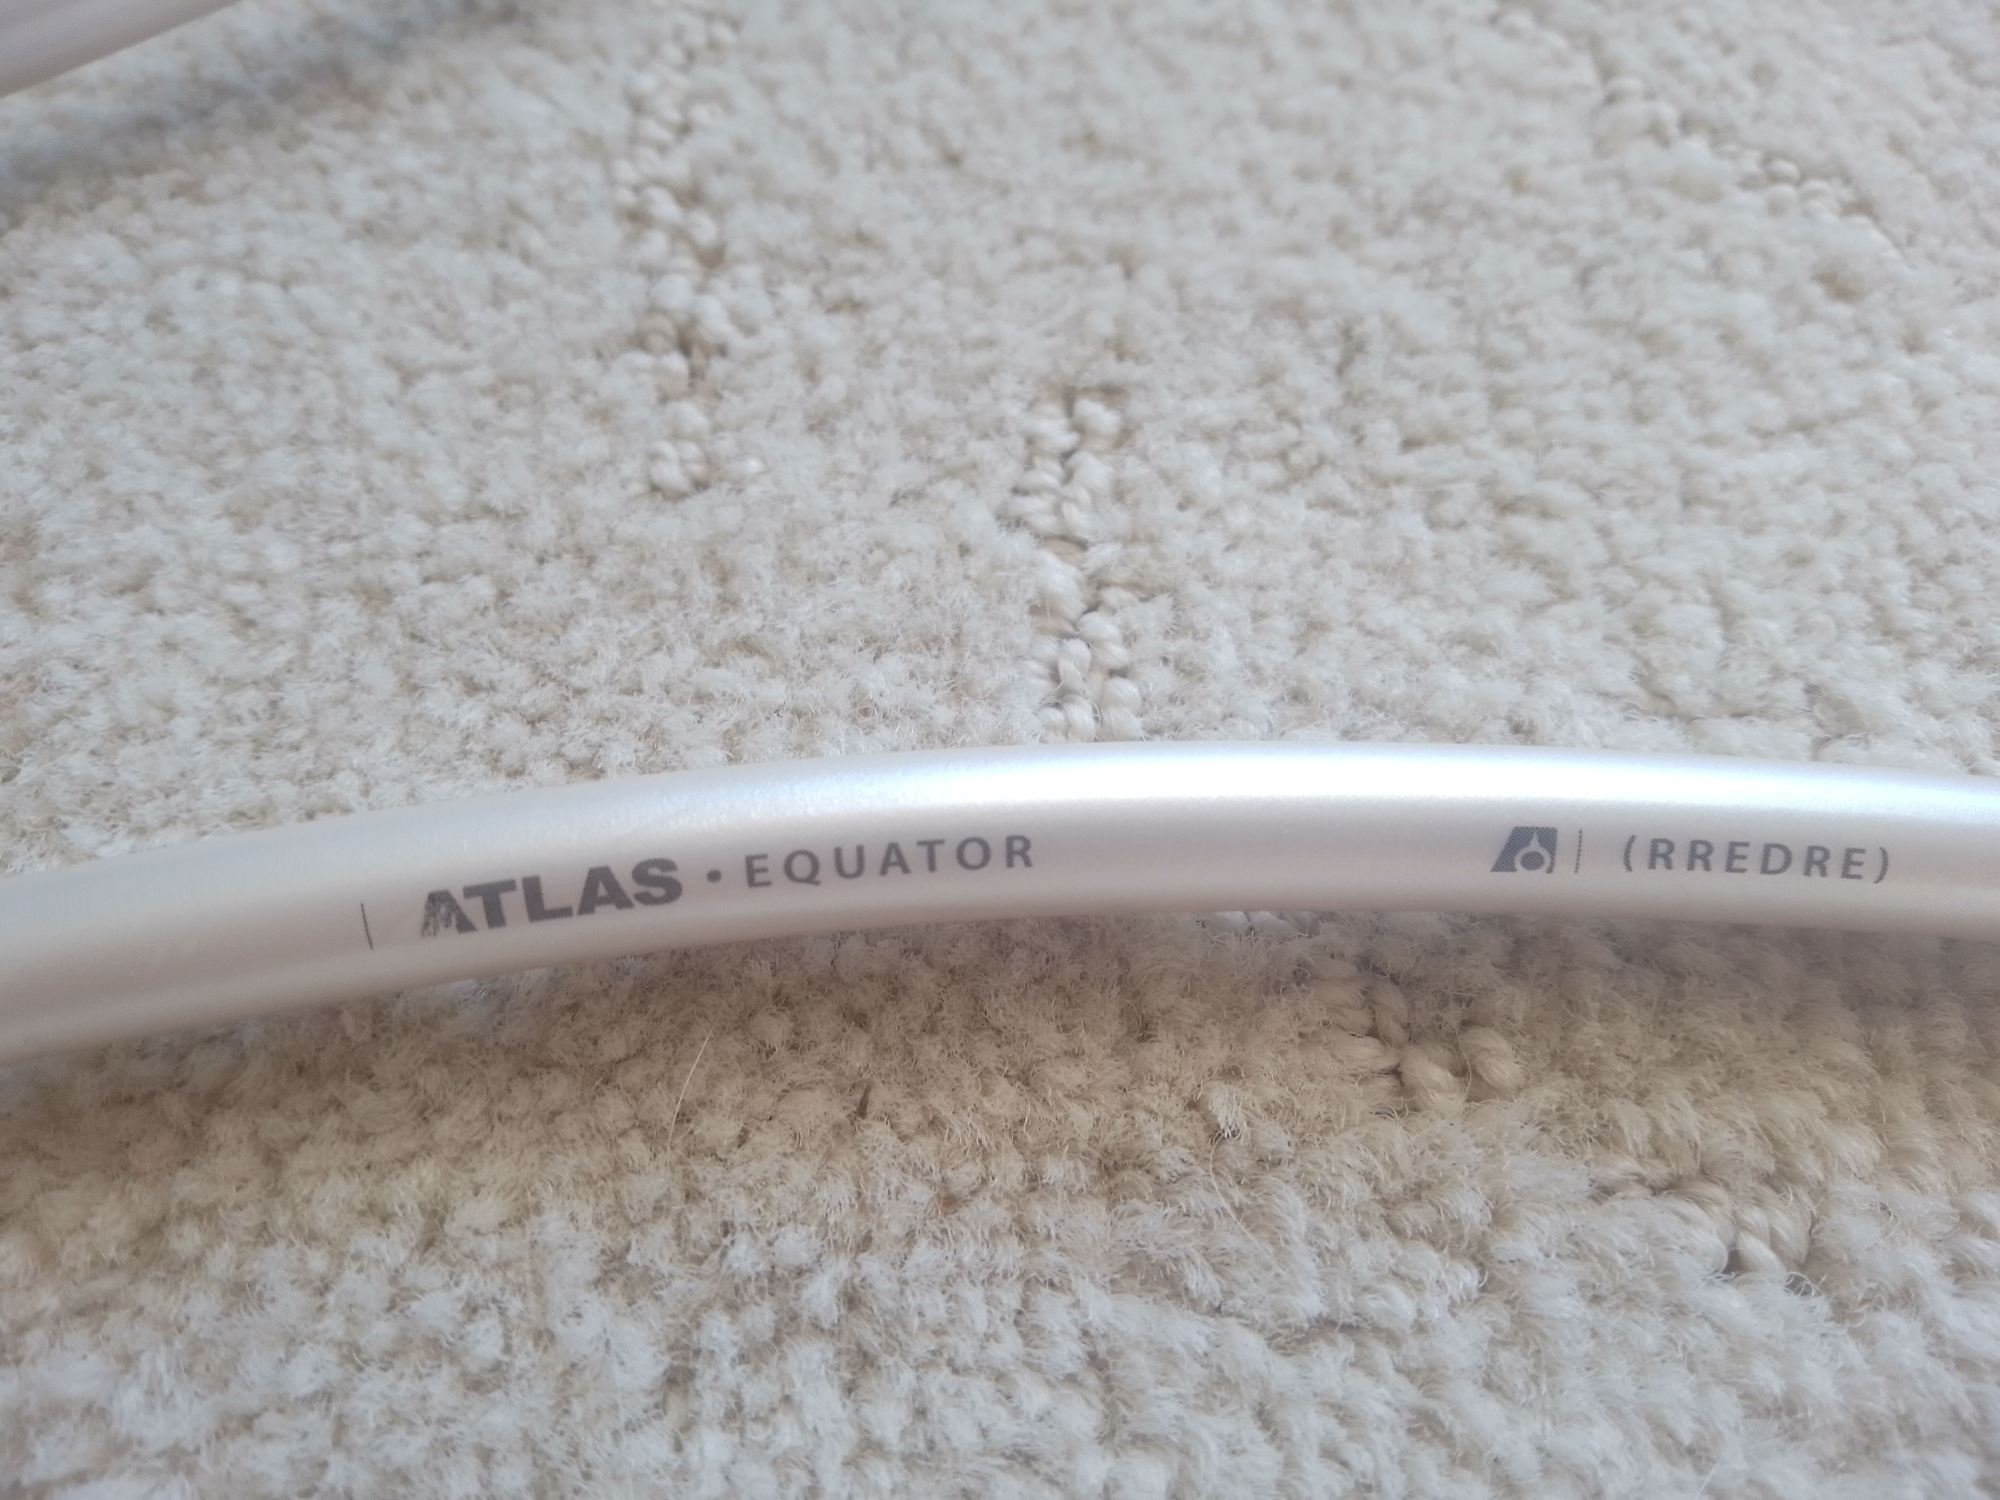 | ATLAS • EQUATOR | (RREDRE)